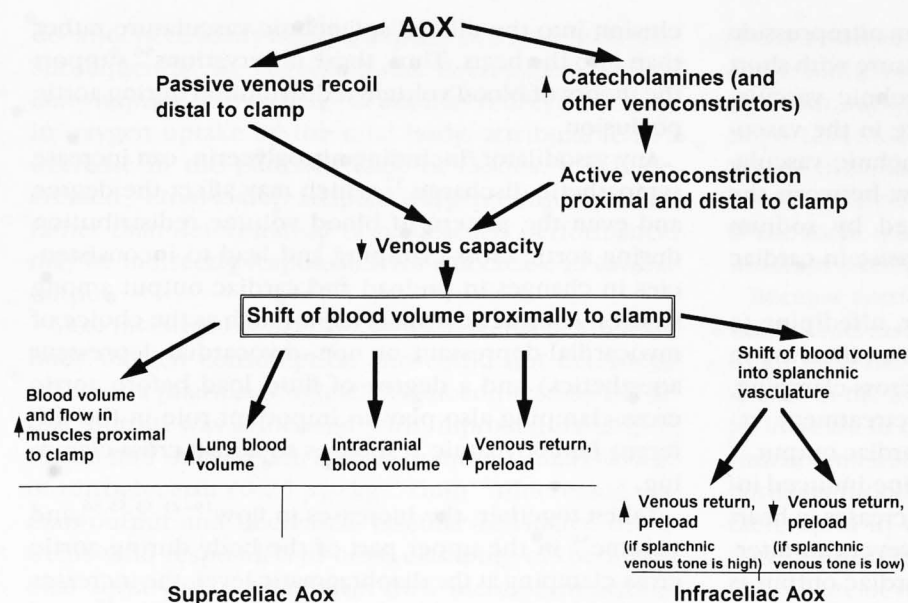 AoX
Passive venous recoil
distal to clamp
Catecholamines (and
other venoconstrictors)
Active venoconstriction
proximal and distal to clamp
Venous capacity
Shift of blood volume proximally to clamp
Blood volume
and flow in
muscles proximal
to clamp
Lung blood
volume
Intracranial
blood volume
Venous return,
preload
Shift of blood volume
into splanchnic
vasculature
Venous return,
preload
(if splanchnic
venous tone is high)
Venous return,
preload
(if splanchnic
venous tone is low)
Supraceliac Aox
Infraceliac Aox